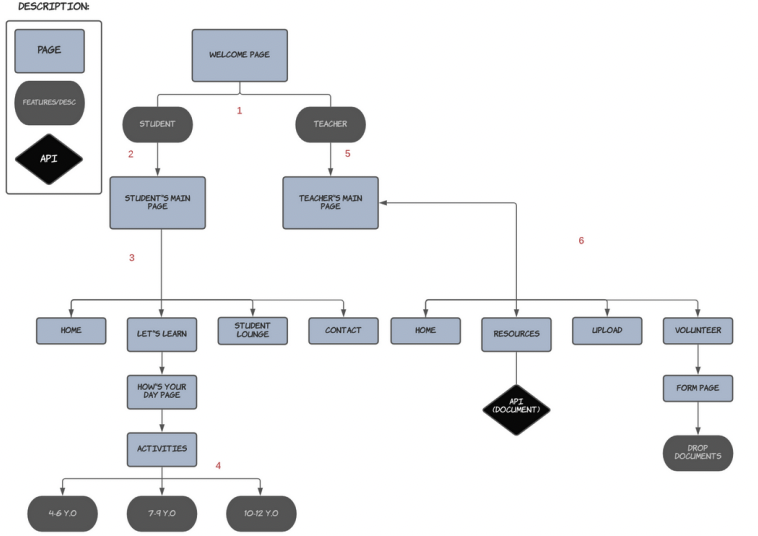 DESCRIPTION:
PAGE
FEATURES/DESC
API
WELCOME PAGE
1
STUDENT
TEACHER
2
5
STUDENT"S MAIN
PAGE
TEACHER"S MAIN
PAGE
3
6
HOME
LET"S LEARN
STUDENT
LOUNGE
CONTACT
HOME
RESOURCES
UPLOAD
VOLUNTEER
HOW"S YOUR
DAY PAGE
FORM PAGE
API
(DOCUMENT)
ACTIVITIES
DROP
DOCUMENTS
4
4-6 Y.O
7-9 Y.O
10-12 Y.O